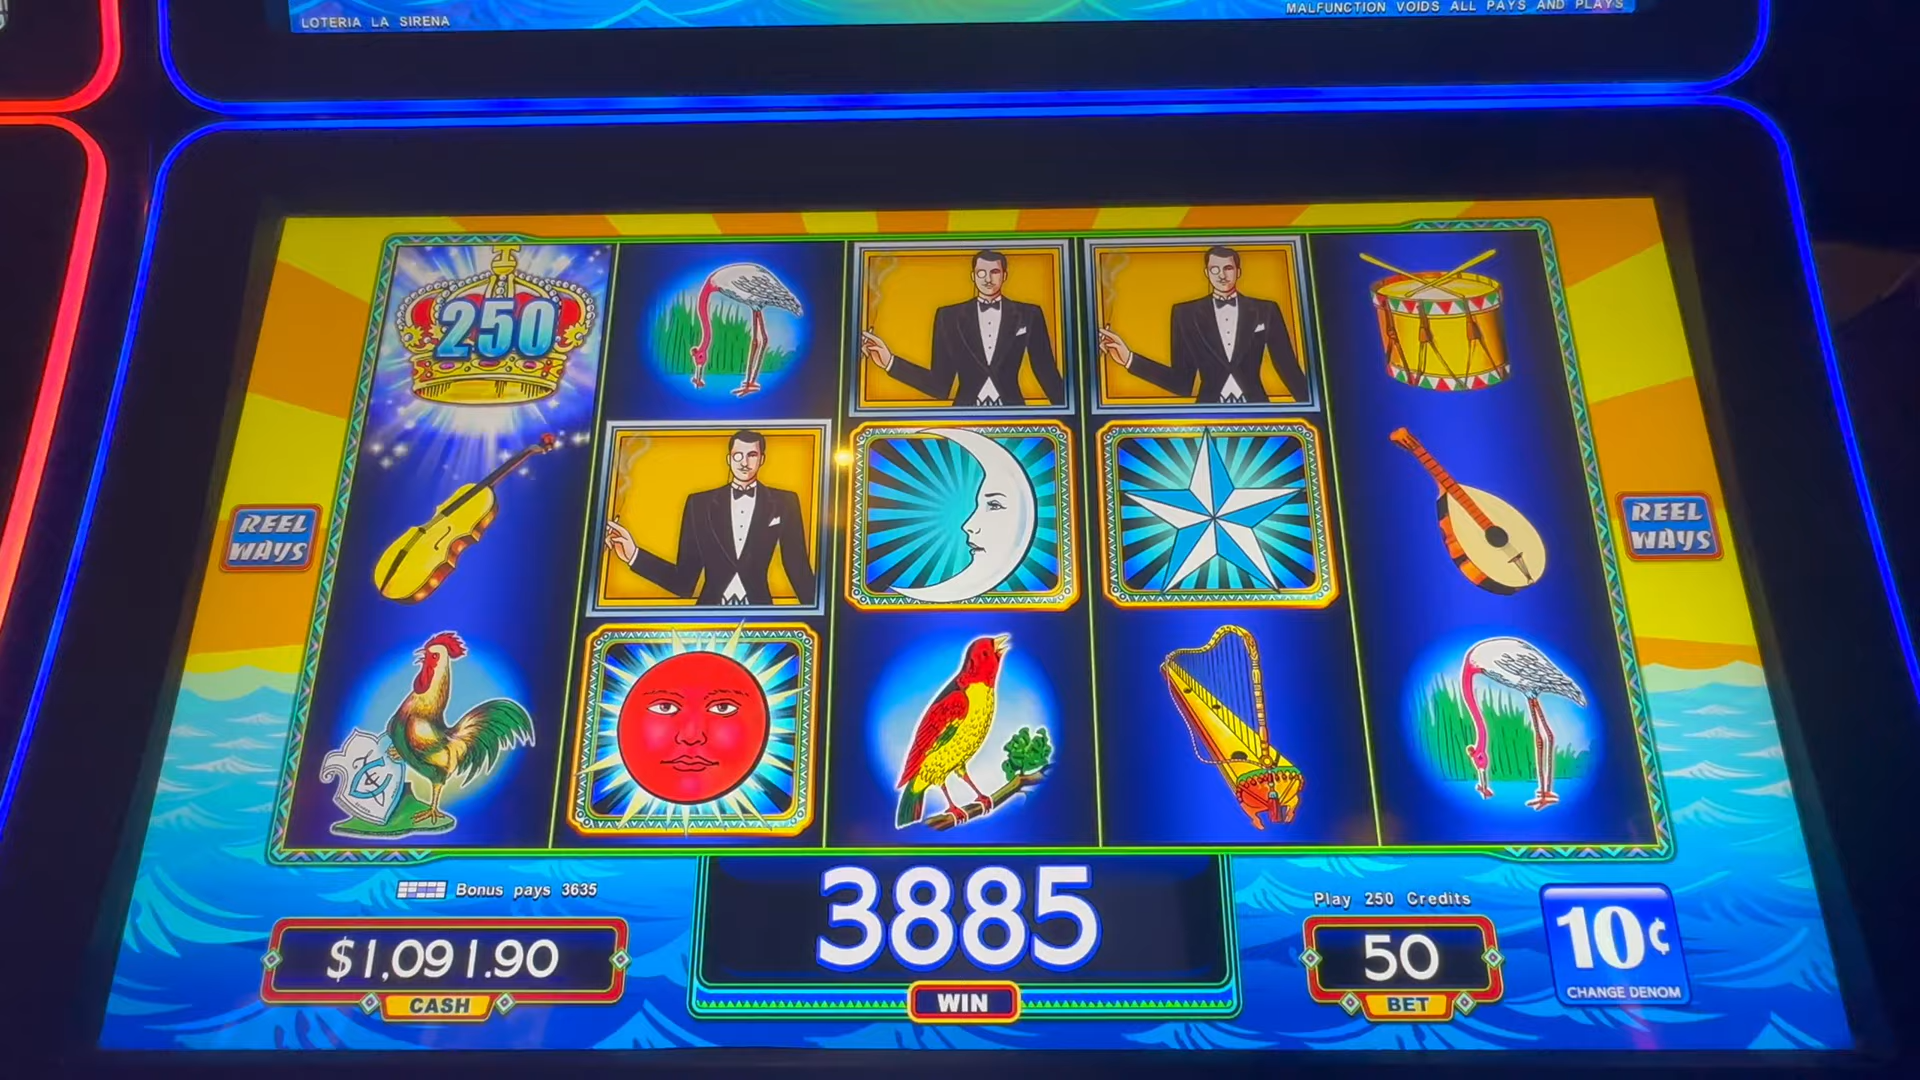 LOTERIA LA SIRENA
MALFUNCTION VOIDS ALL PAYS AND PLAYS
250
REEL
WAYS
REEL
WAYS
Bonus pays 3635
3885
WIN
$1,091.90
CASH
Play 250 Credits
50
BET
10¢
CHANGE DENOM